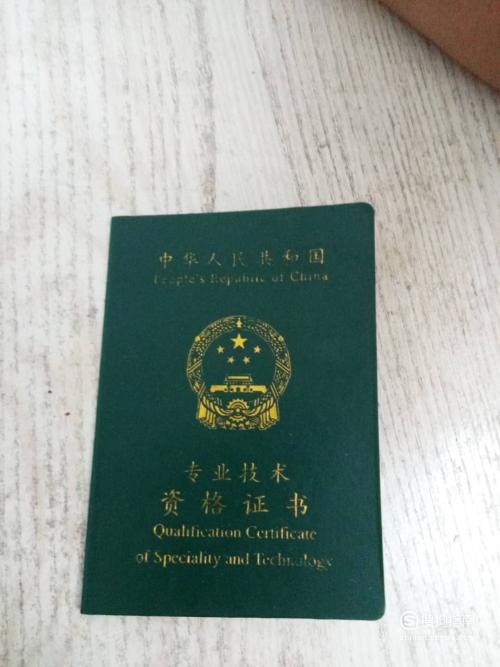 中华人民共和国
People's Republic of China
专业技术
资格证书
Qualification Certificate
of Speciality and Technology